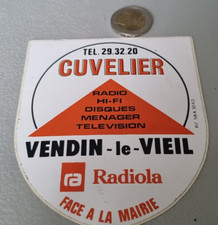 TEL. 29.32.20
CUVELIER
RADIO
HI-FI
DISQUES
MENAGER
TELEVISION
VENDIN-le-VIEIL
Radiola
FACE A LA MAIRIE